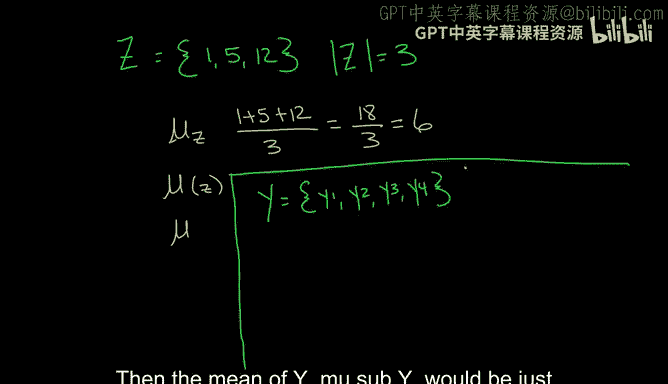 GPT中英字幕课程资源@bilibili
GPT中英字幕课程资源 bilibili
Z = {1, 5, 12} |Z| = 3
μz (1+5+12)/3 = 18/3 = 6
μ(z)
Y = {y1, y2, y3, y4}
μ
Then the mean of Y, mu sub Y, would be just